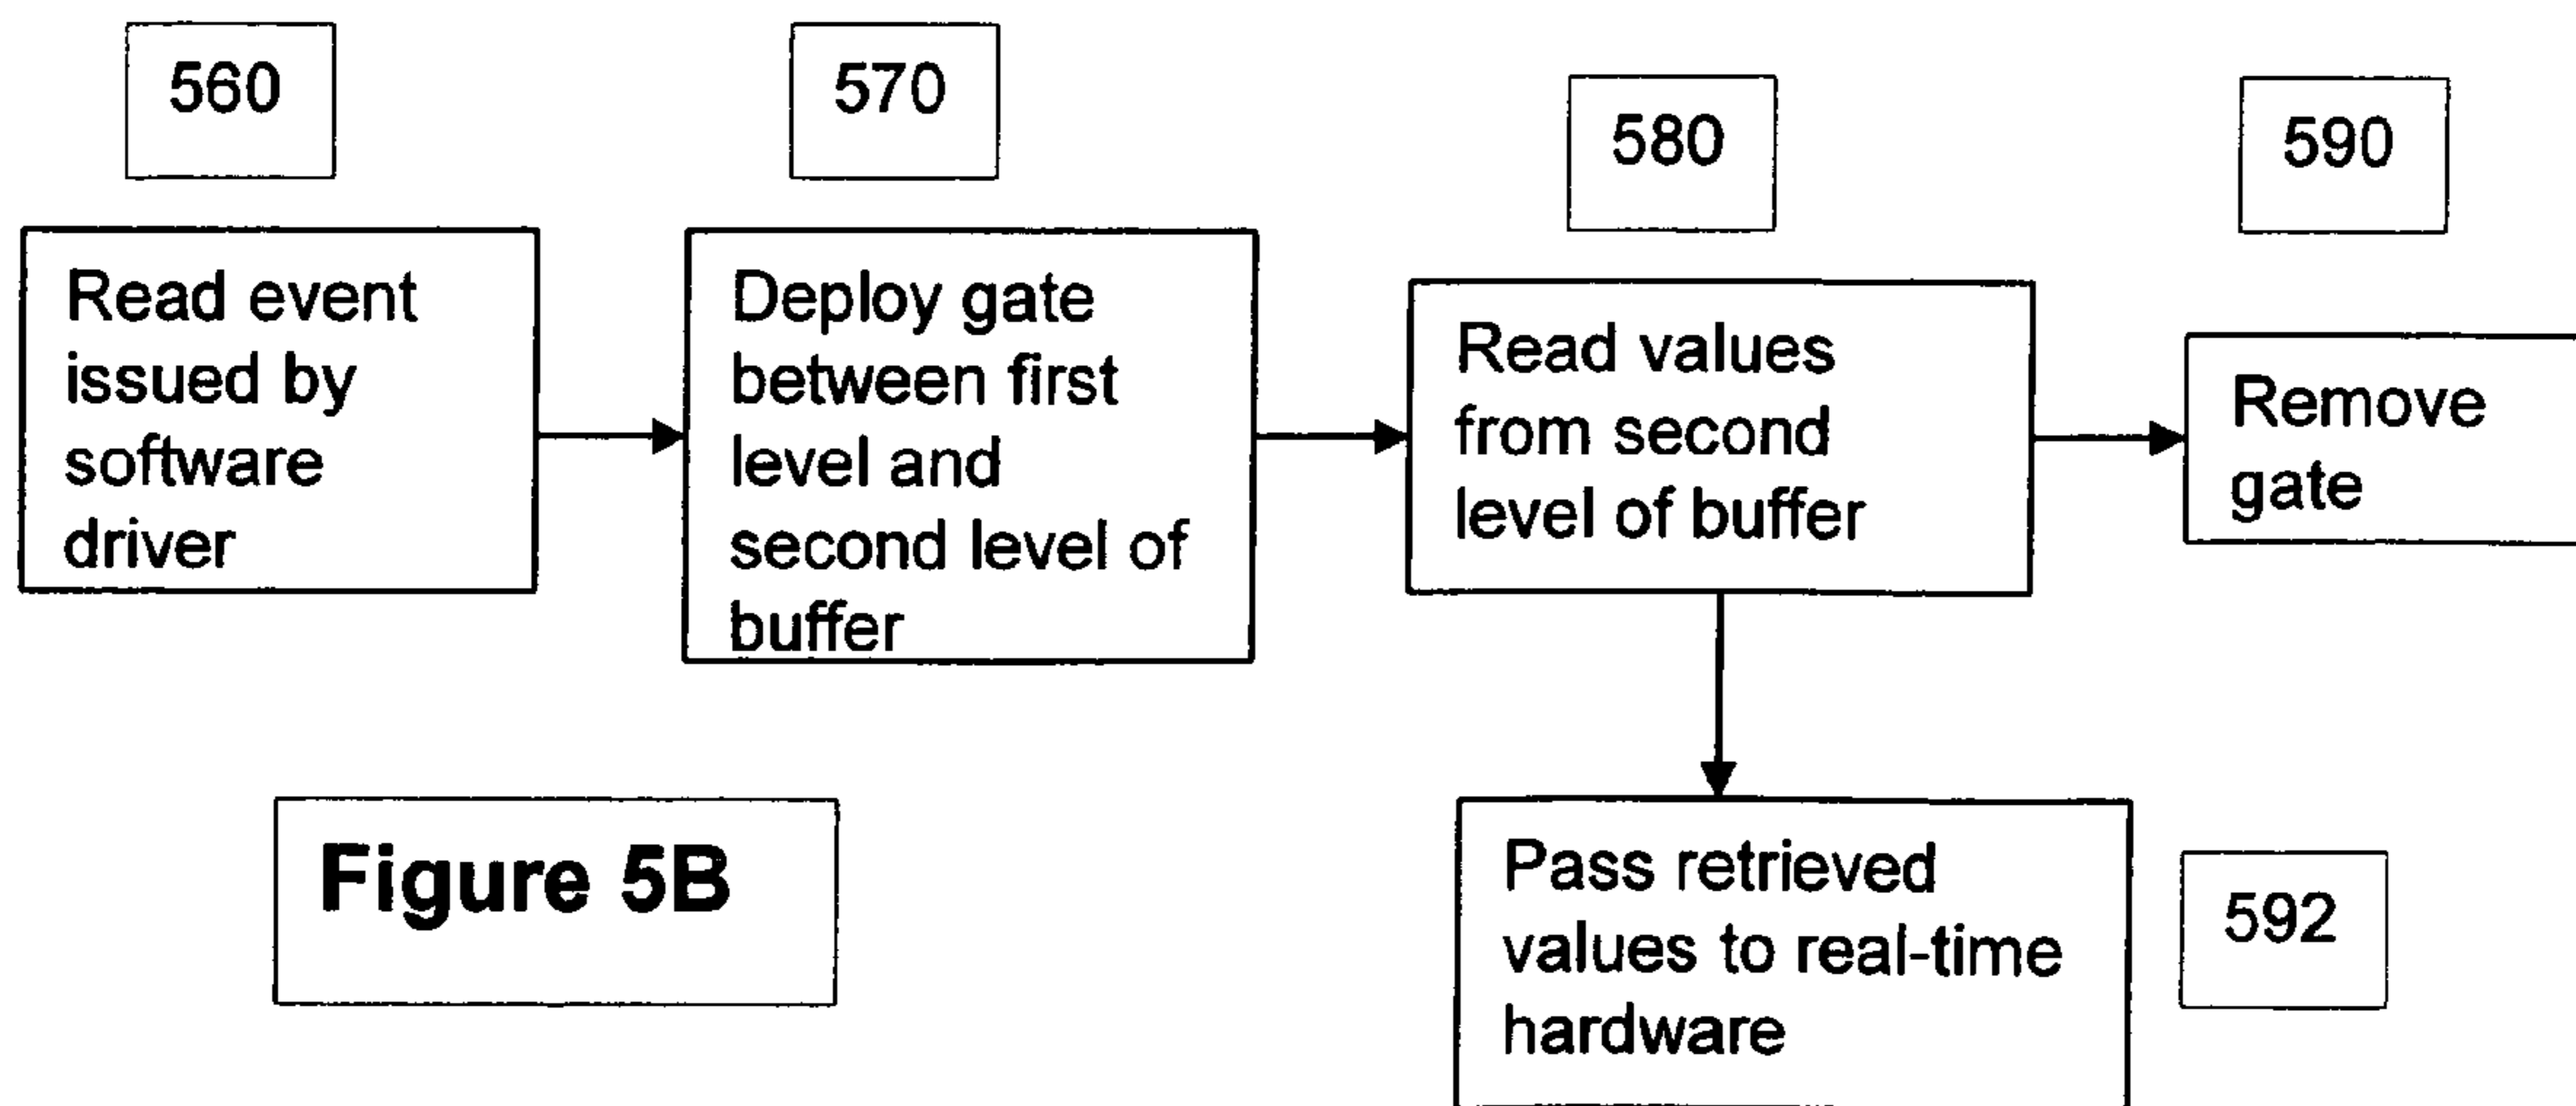 560
570
580
590
Read event
issued by
software
driver
Deploy gate
between first
level and
second level of
buffer
Read values
from second
level of buffer
Remove
gate
Figure 5B
Pass retrieved
values to real-time
hardware
592